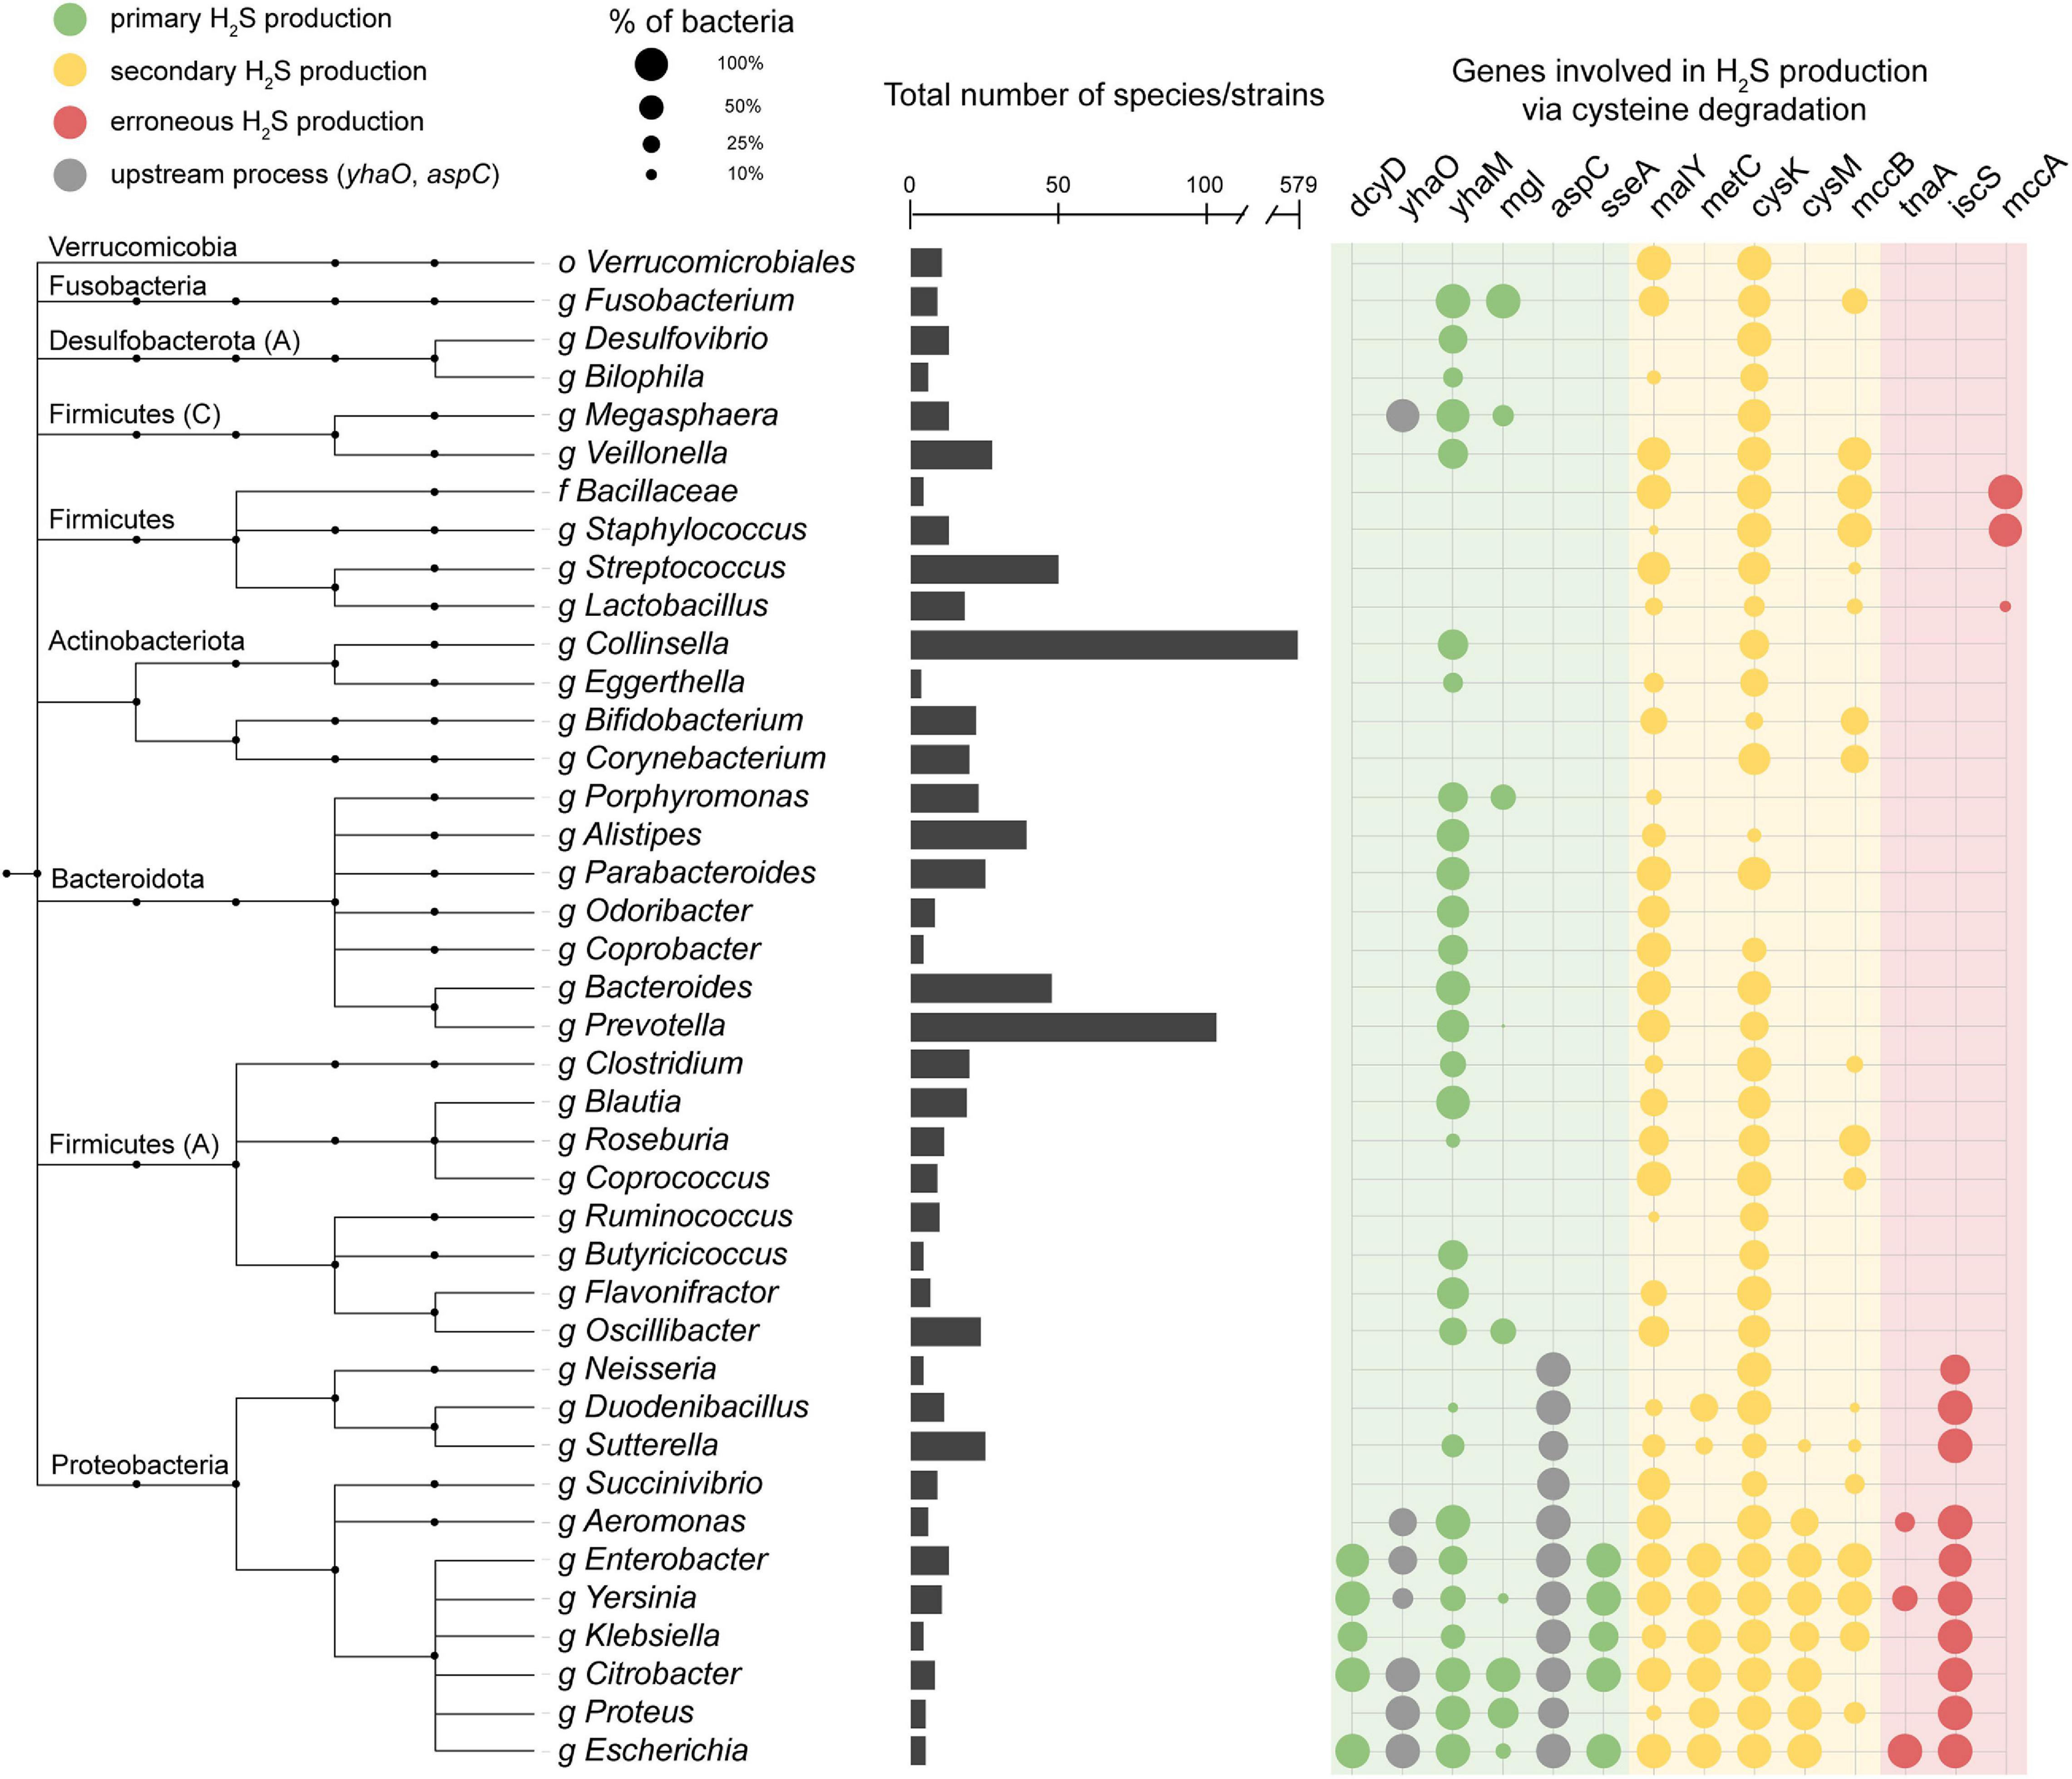 primary H2S production
secondary H2S production
erroneous H2S production
upstream process (yhaO, aspC)
% of bacteria
100%
50%
25%
10%
Total number of species/strains
0 50 100 579
Genes involved in H2S production
via cysteine degradation
dcyD yhaO yhaM mgl aspC sseA malY metC cysK cysM mccB tnaA iscS mccA
Verrucomicobia
o Verrucomicrobiales
Fusobacteria
g Fusobacterium
Desulfobacterota (A)
g Desulfovibrio
g Bilophila
Firmicutes (C)
g Megasphaera
g Veillonella
f Bacillaceae
Firmicutes
g Staphylococcus
g Streptococcus
g Lactobacillus
Actinobacteriota
g Collinsella
g Eggerthella
g Bifidobacterium
g Corynebacterium
g Porphyromonas
g Alistipes
Bacteroidota
g Parabacteroides
g Odoribacter
g Coprobacter
g Bacteroides
g Prevotella
g Clostridium
g Blautia
Firmicutes (A)
g Roseburia
g Coprococcus
g Ruminococcus
g Butyricicoccus
g Flavonifractor
g Oscillibacter
g Neisseria
g Duodenibacillus
g Sutterella
Proteobacteria
g Succinivibrio
g Aeromonas
g Enterobacter
g Yersinia
g Klebsiella
g Citrobacter
g Proteus
g Escherichia